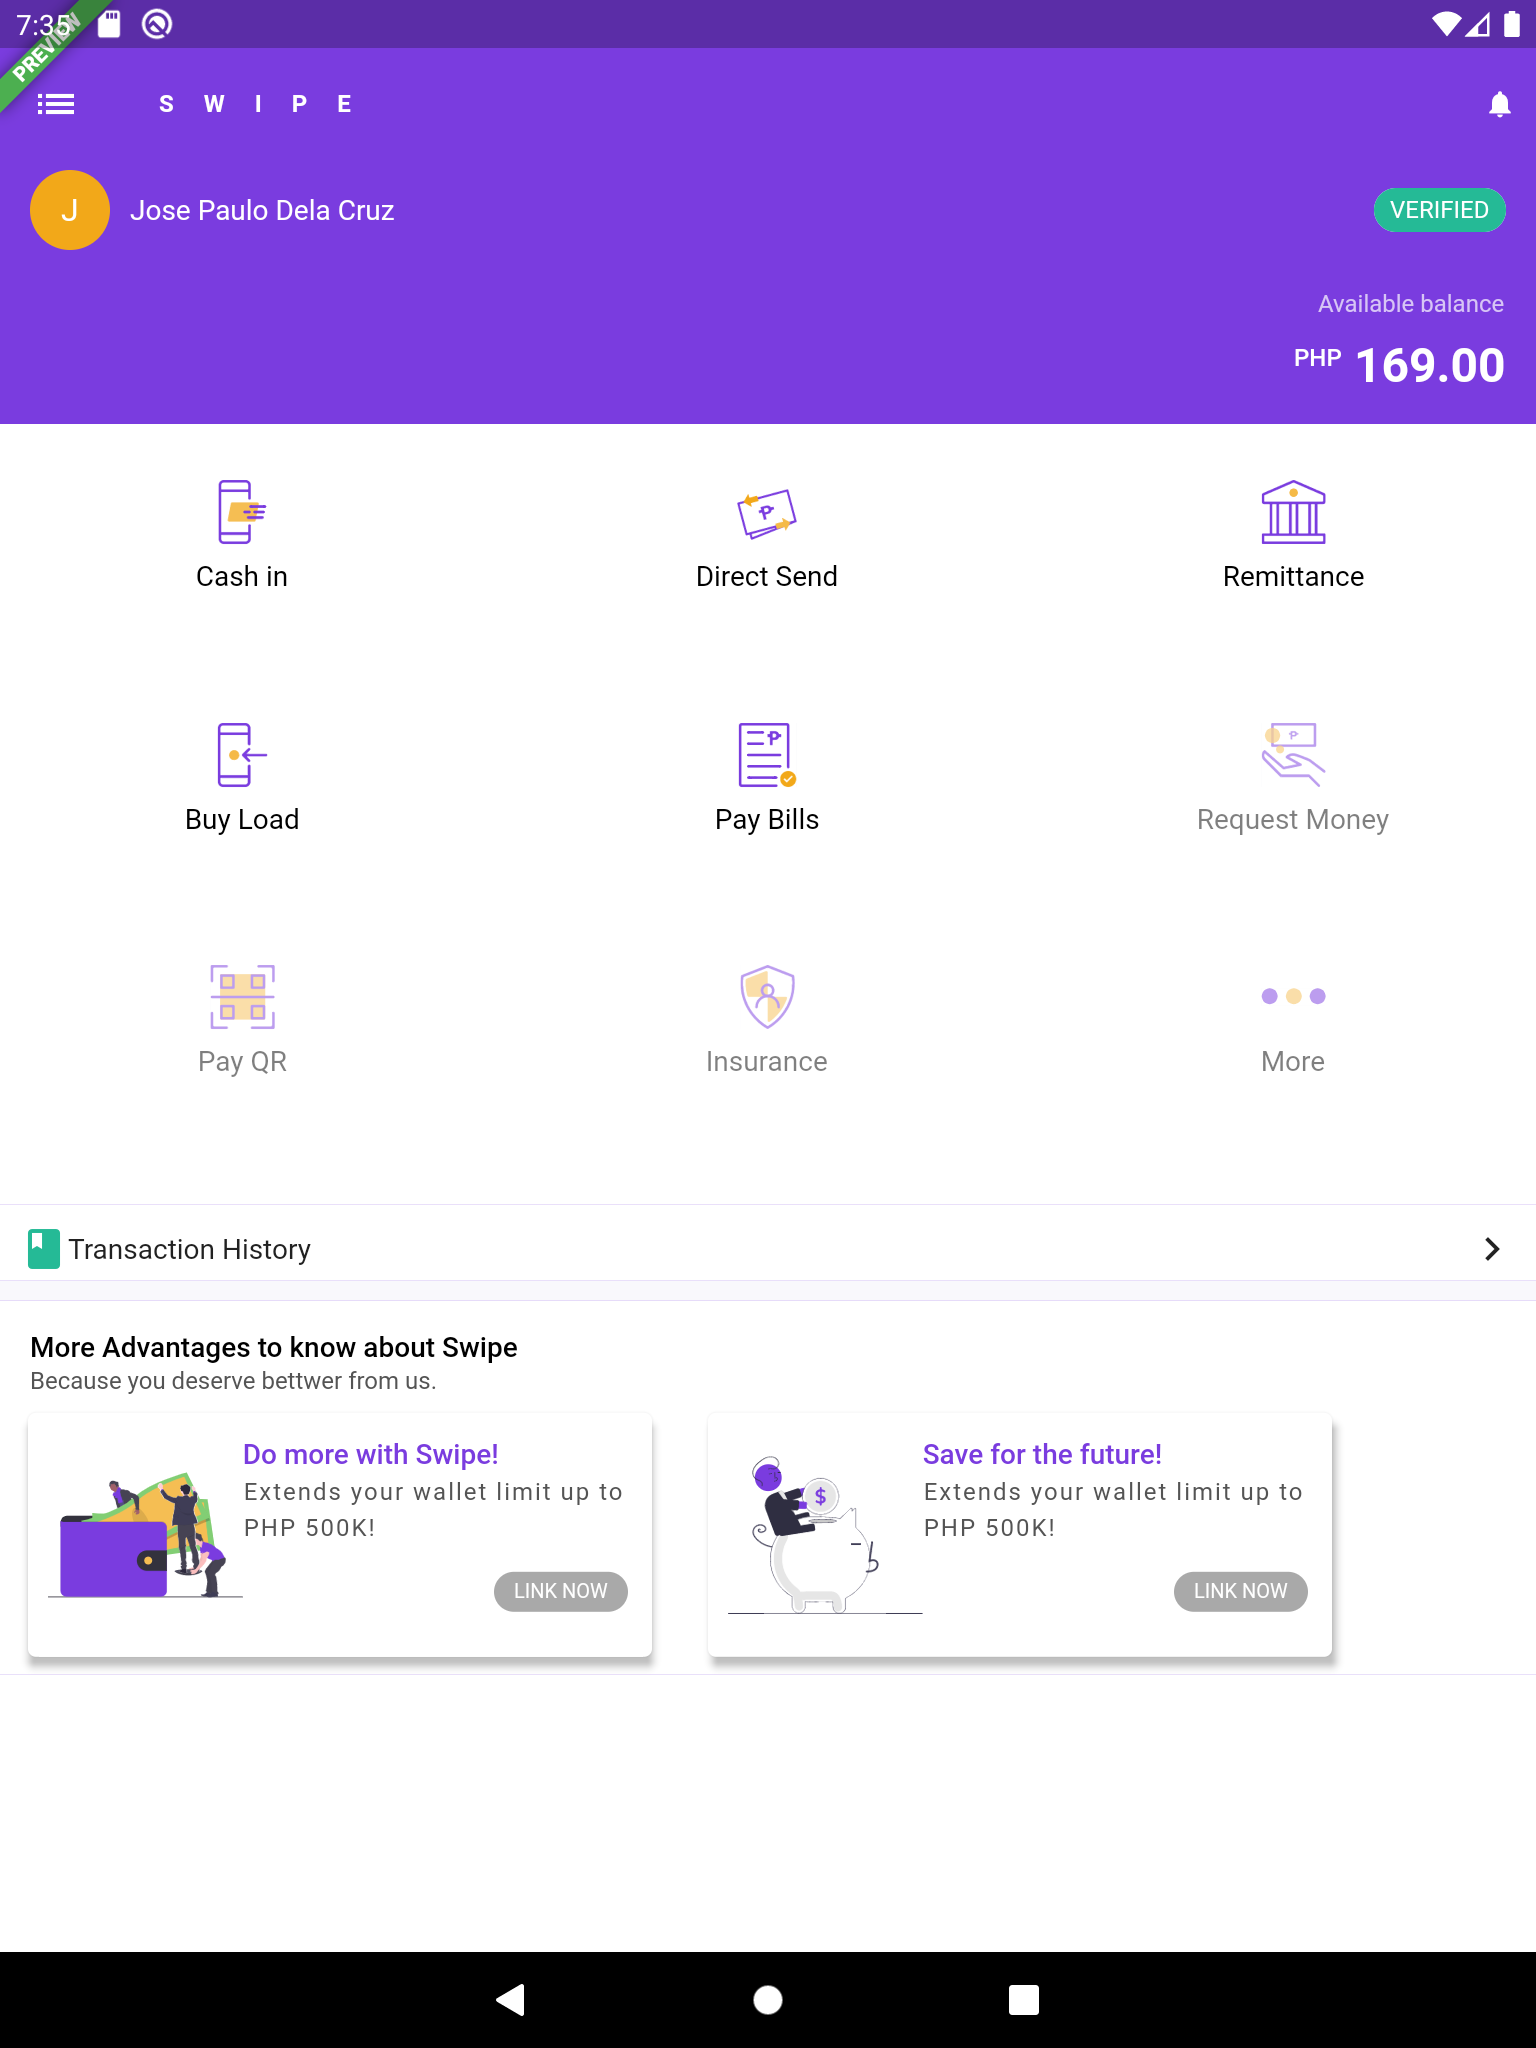 7:35
PREVIEW
S W I P E
J
Jose Paulo Dela Cruz
VERIFIED
Available balance
PHP 169.00
Cash in
Direct Send
Remittance
Buy Load
Pay Bills
Request Money
Pay QR
Insurance
More
Transaction History
More Advantages to know about Swipe
Because you deserve bettwer from us.
Do more with Swipe!
Extends your wallet limit up to
PHP 500K!
LINK NOW
$
Save for the future!
Extends your wallet limit up to
PHP 500K!
LINK NOW